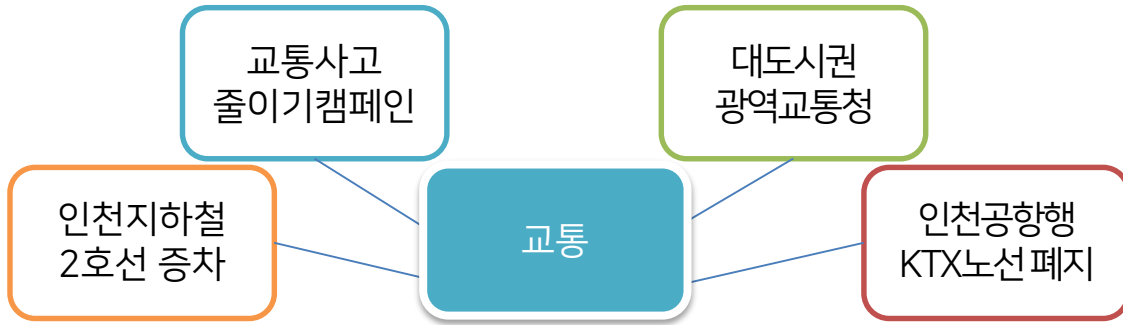 교통사고
줄이기캠페인
대도시권
광역교통청
인천지하철
2호선 증차
교통
인천공항행
KTX노선 폐지